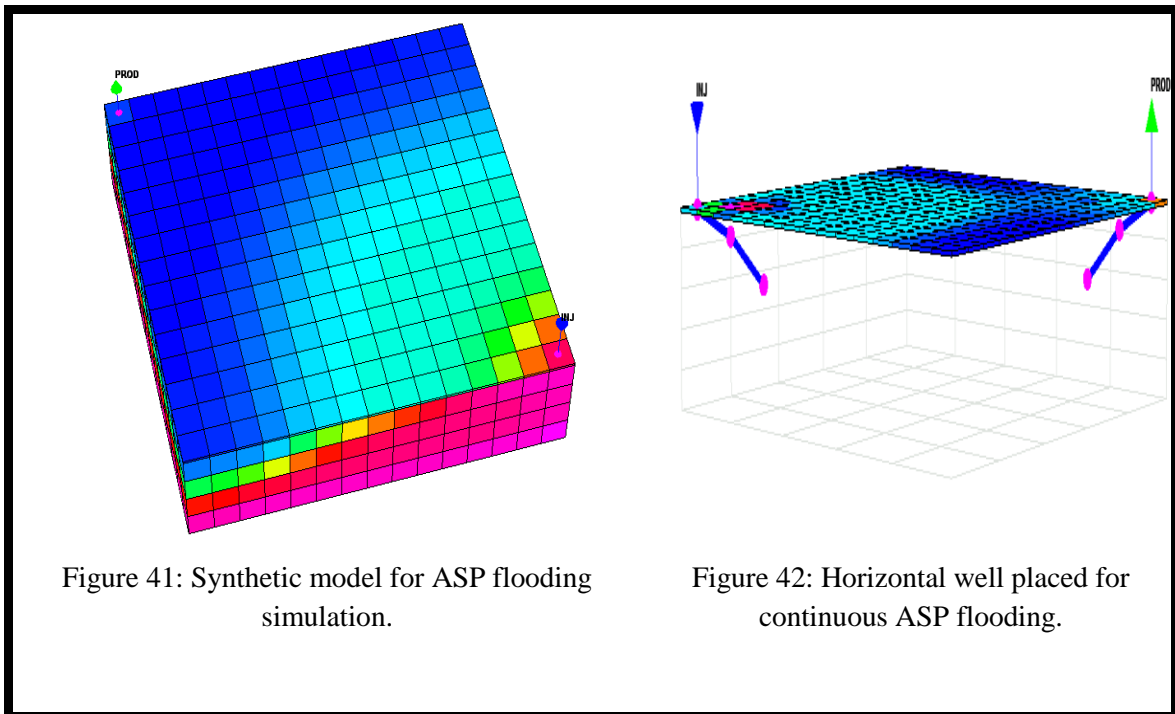 PROD
INJ
Figure 41: Synthetic model for ASP flooding
simulation.
INJ
PROD
Figure 42: Horizontal well placed for
continuous ASP flooding.